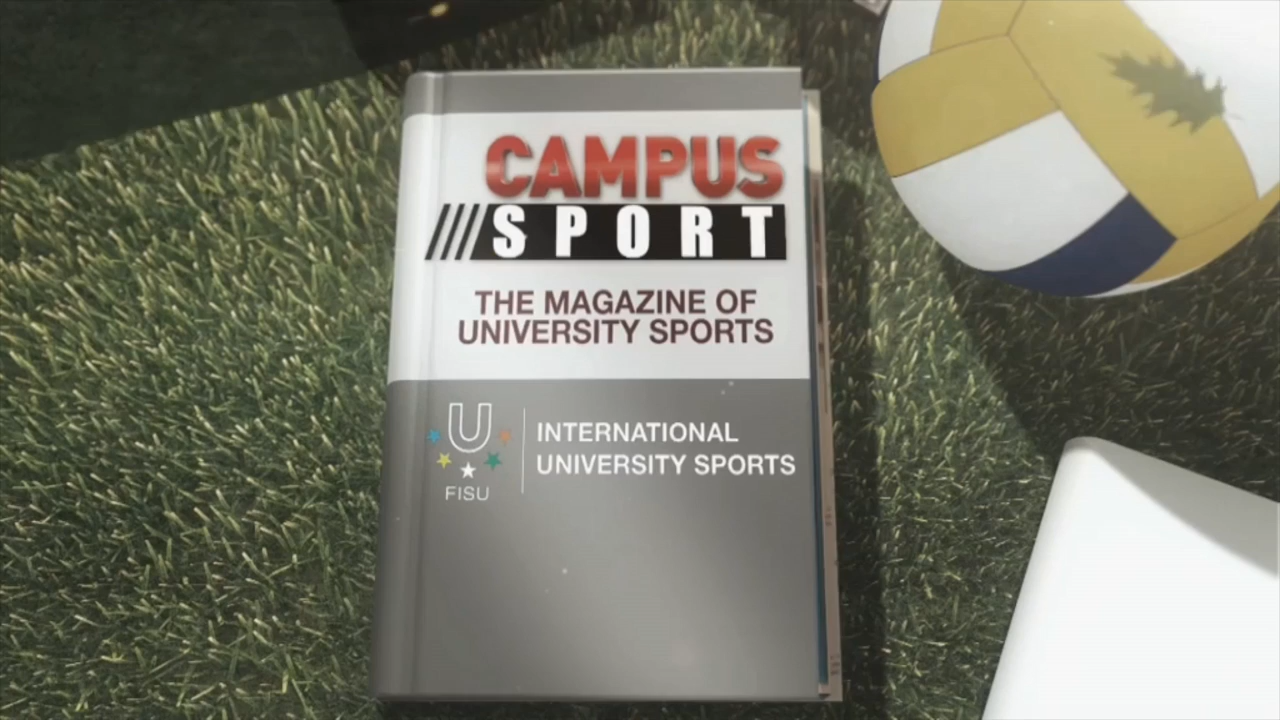 CAMPUS
SPORT
THE MAGAZINE OF
UNIVERSITY SPORTS
U
FISU
INTERNATIONAL
UNIVERSITY SPORTS